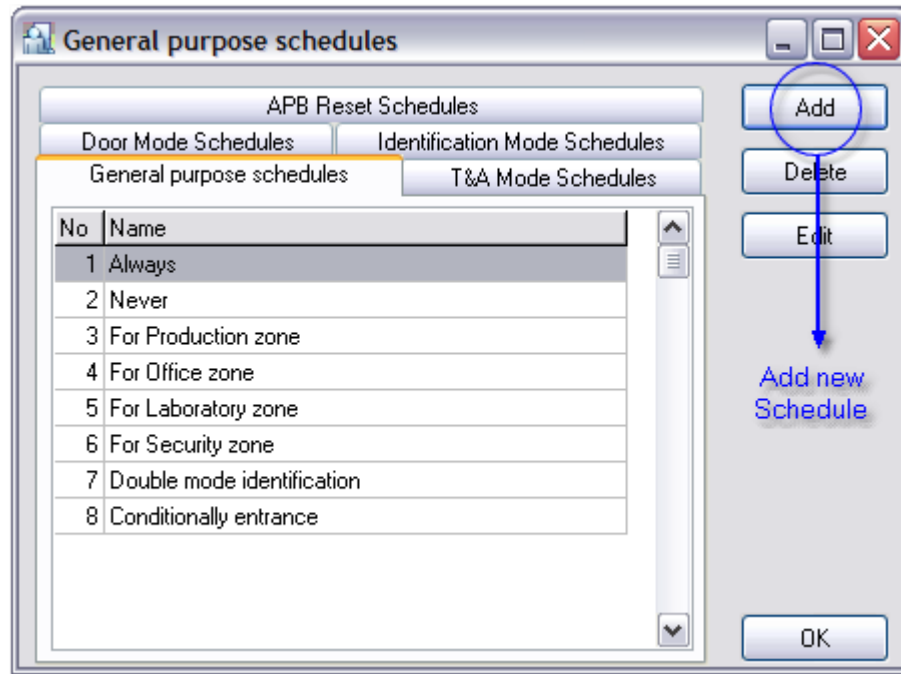 General purpose schedules
APB Reset Schedules
Door Mode Schedules Identification Mode Schedules
General purpose schedules T&A Mode Schedules
No Name
1 Always
2 Never
3 For Production zone
4 For Office zone
5 For Laboratory zone
6 For Security zone
7 Double mode identification
8 Conditionally entrance
Add
Delete
Edit
Add new
Schedule
OK